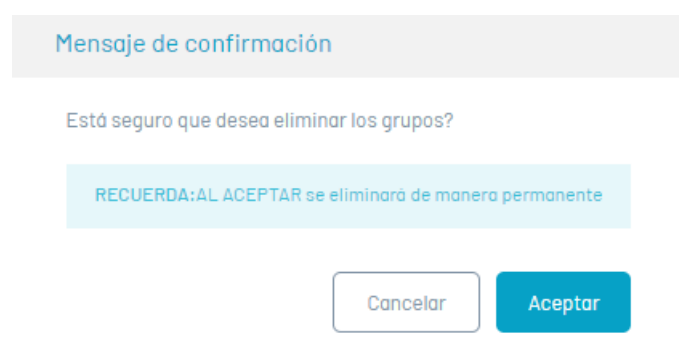 Mensaje de confirmación
Está seguro que desea eliminar los grupos?
RECUERDA:AL ACEPTAR se eliminará de manera permanente
Cancelar
Aceptar